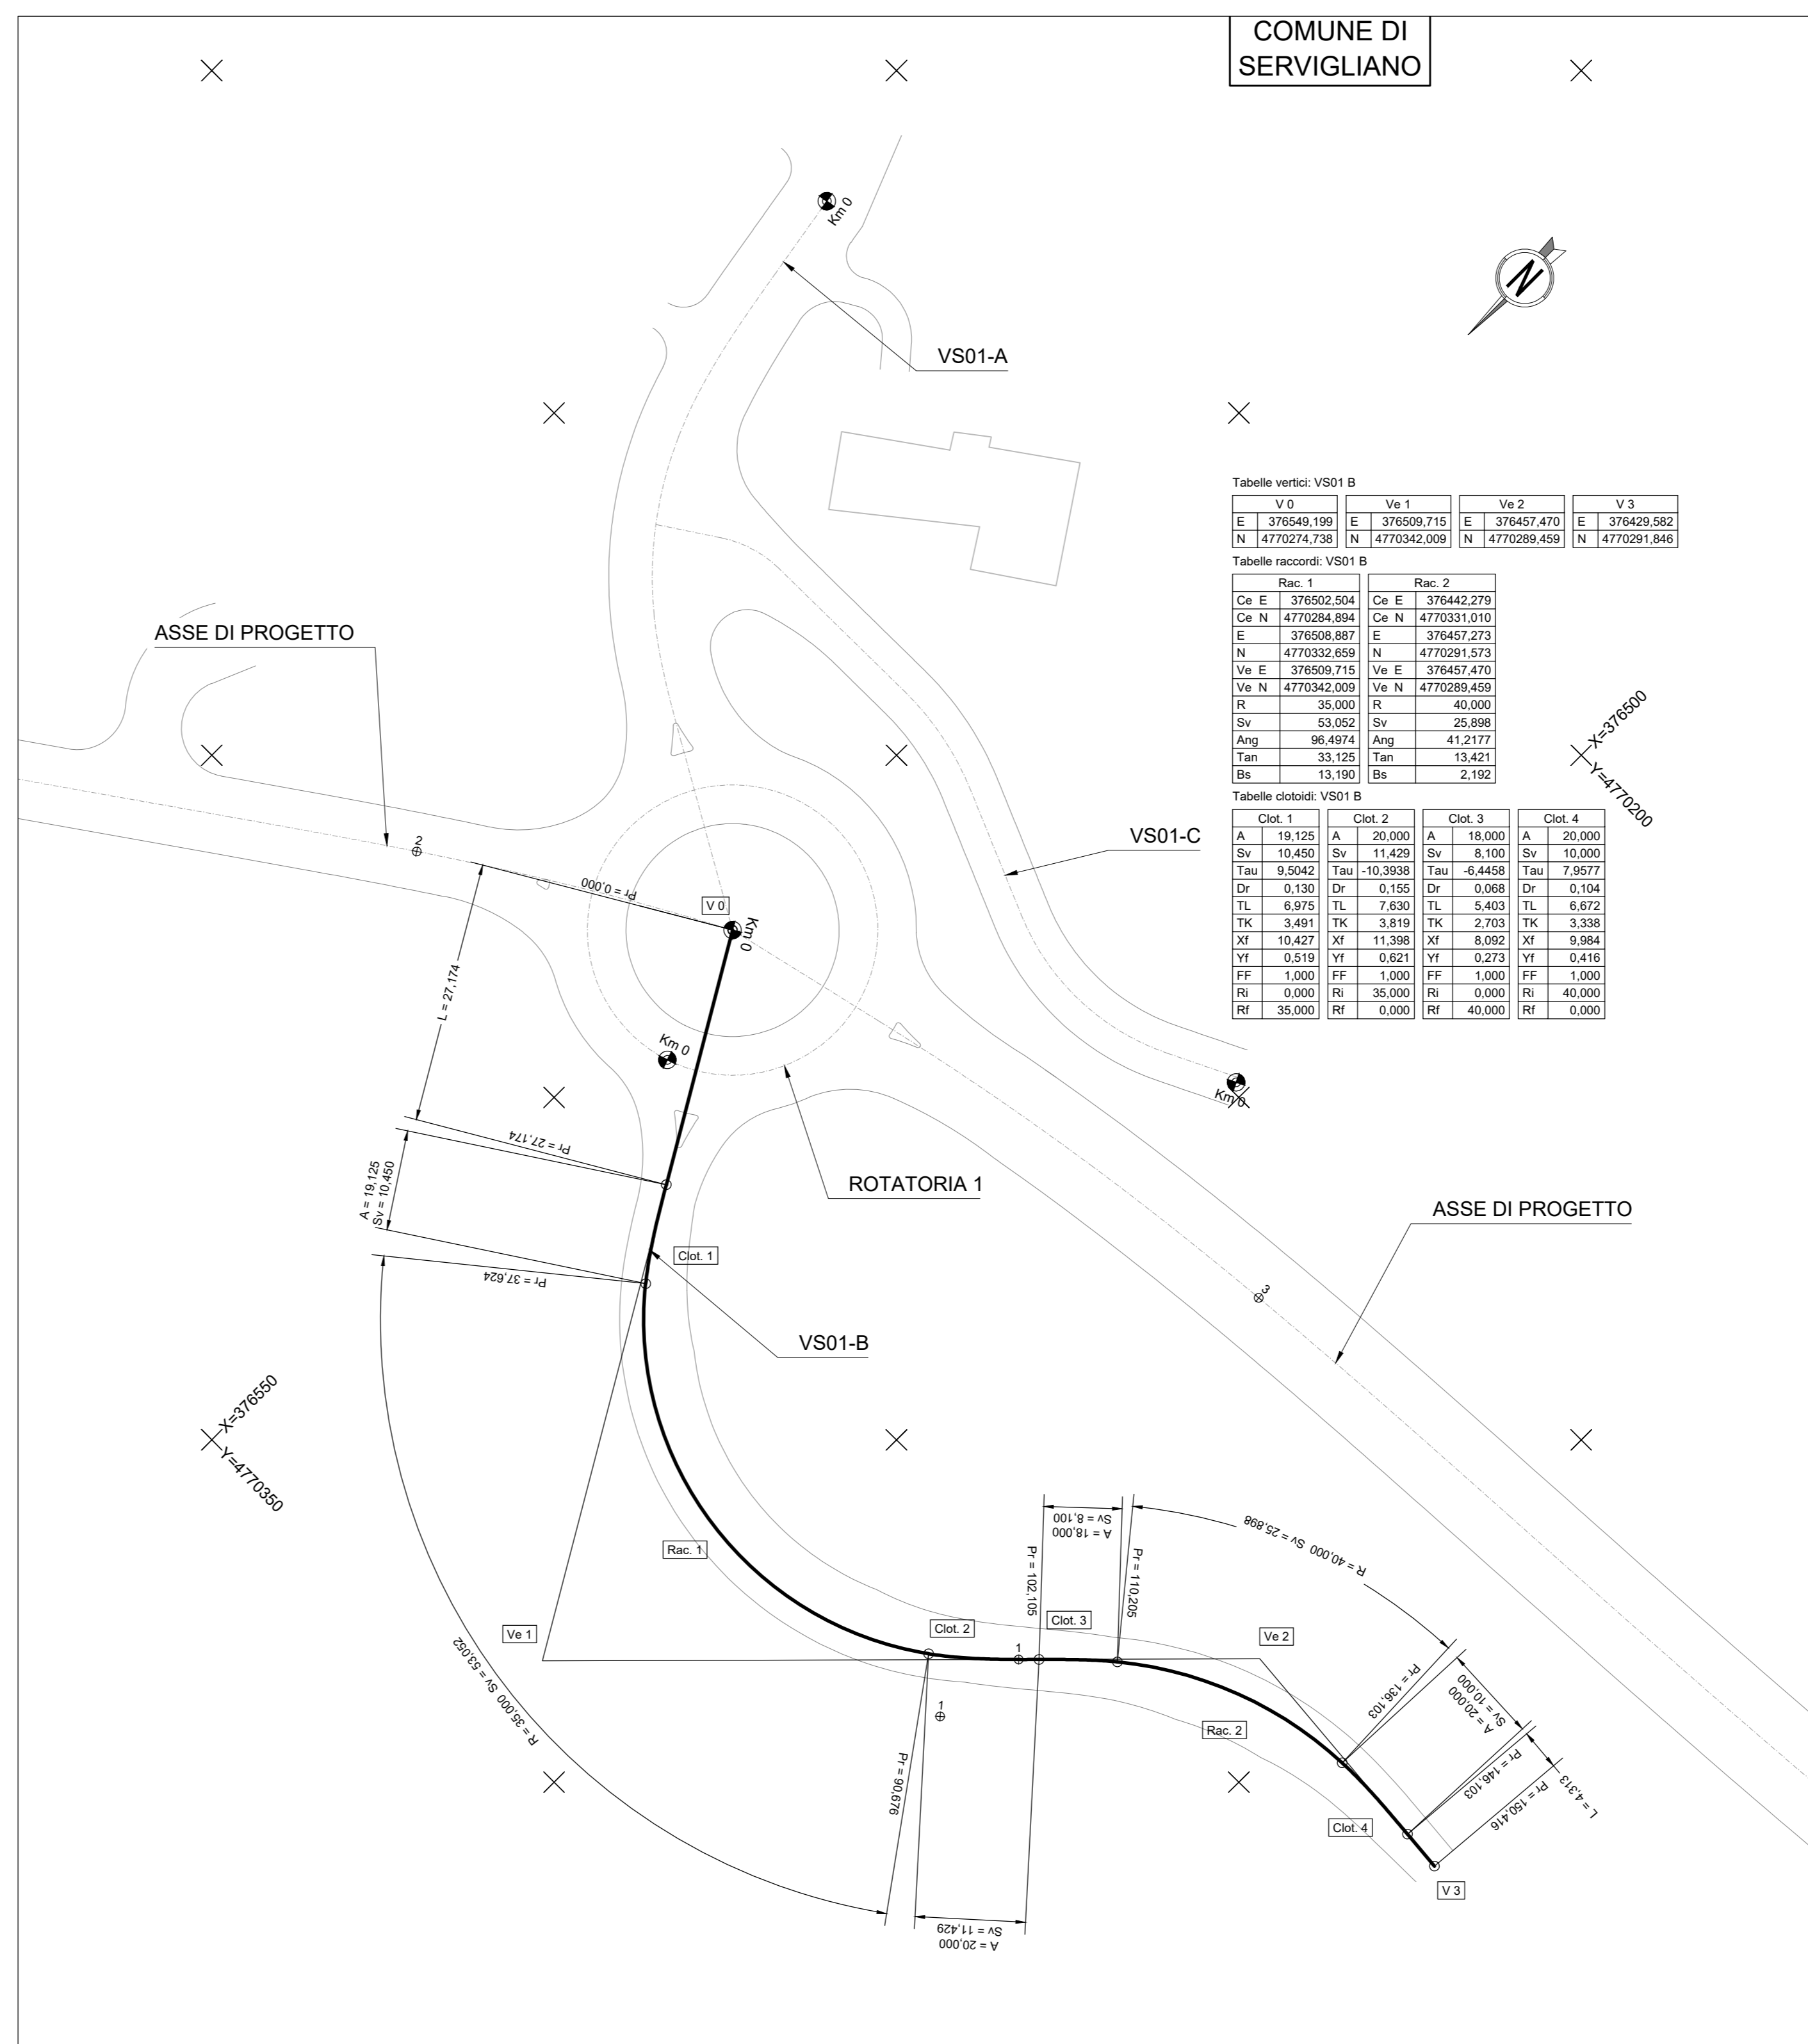 COMUNE DI
SERVIGLIANO
Km 0
VS01-A
N
Tabelle vertici: VS01 B
V 0 Ve 1 Ve 2 V 3
E 376549,199 E 376509,715 E 376457,470 E 376429,582
N 4770274,738 N 4770342,009 N 4770289,459 N 4770291,846
Tabelle raccordi: VS01 B
Rac. 1 Rac. 2
Ce E 376502,504 Ce E 376442,279
Ce N 4770284,894 Ce N 4770331,010
E 376508,887 E 376457,273
N 4770332,659 N 4770291,573
Ve E 376509,715 Ve E 376457,470
Ve N 4770342,009 Ve N 4770289,459
R 35,000 R 40,000
Sv 53,052 Sv 25,898
Ang 96,4974 Ang 41,2177
Tan 33,125 Tan 13,421
Bs 13,190 Bs 2,192
Tabelle clotoidi: VS01 B
Clot. 1 Clot. 2 Clot. 3 Clot. 4
A 19,125 A 20,000 A 18,000 A 20,000
Sv 10,450 Sv 11,429 Sv 8,100 Sv 10,000
Tau 9,5042 Tau -10,3938 Tau -6,4458 Tau 7,9577
Dr 0,130 Dr 0,155 Dr 0,068 Dr 0,104
TL 6,975 TL 7,630 TL 5,403 TL 6,672
TK 3,491 TK 3,819 TK 2,703 TK 3,338
Xf 10,427 Xf 11,398 Xf 8,092 Xf 9,984
Yf 0,519 Yf 0,621 Yf 0,273 Yf 0,416
FF 1,000 FF 1,000 FF 1,000 FF 1,000
Ri 0,000 Ri 35,000 Ri 0,000 Ri 40,000
Rf 35,000 Rf 0,000 Rf 40,000 Rf 0,000
X=376500
Y=4770200
ASSE DI PROGETTO
2
Pr = 0,000
V 0
Km 0
VS01-C
L = 27,174
Km 0
Km 0
Pr = 27,174
A = 19,125
Sv = 10,450
ROTATORIA 1
ASSE DI PROGETTO
Clot. 1
Pr = 37,624
3
VS01-B
X=376550
Y=4770350
Rac. 1
Sv = 8,100
A = 18,000
R = 40,000 Sv = 25,898
Pr = 102,105
Pr = 110,205
Ve 1
Clot. 2
Clot. 3
Ve 2
1
R = 35,000 Sv = 53,052
1
Pr = 136,103
A = 20,000
Sv = 10,000
Rac. 2
Pr = 90,676
Pr = 146,103
Pr = 150,416
L = 4,313
Clot. 4
V 3
Sv = 11,429
A = 20,000